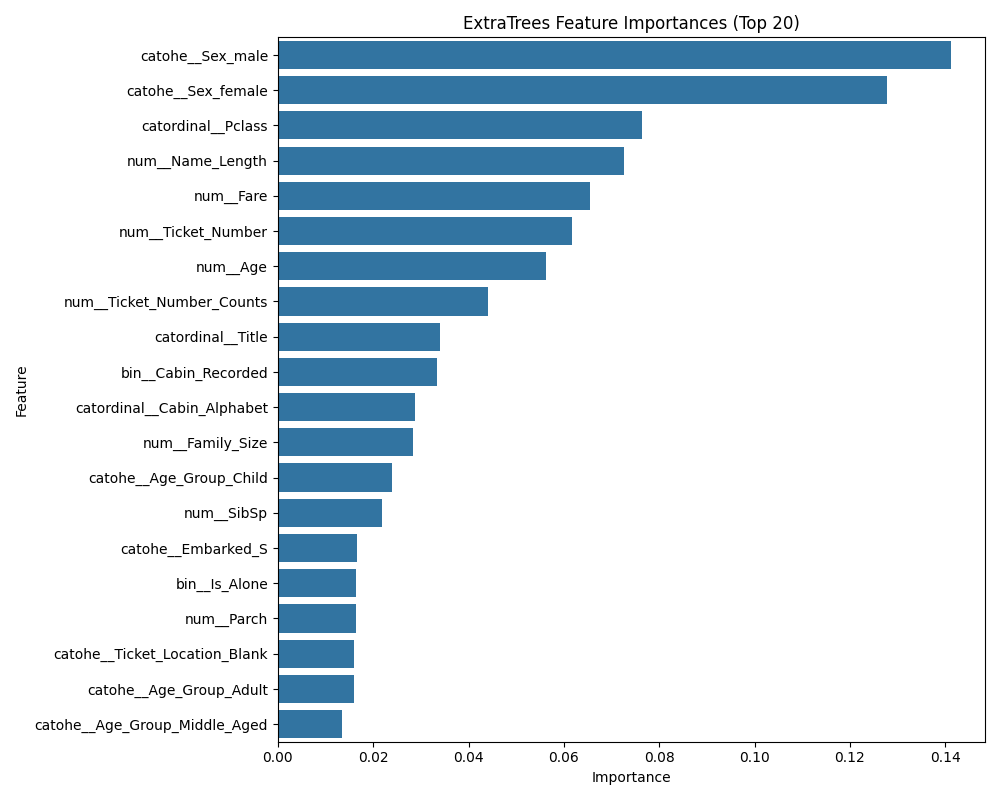 ExtraTrees Feature Importances (Top 20)
catohe__Sex_male
catohe__Sex_female
catordinal__Pclass
num__Name_Length
num__Fare
num__Ticket_Number
num__Age
num__Ticket_Number_Counts
catordinal__Title
bin__Cabin_Recorded
catordinal__Cabin_Alphabet
num__Family_Size
catohe__Age_Group_Child
num__SibSp
catohe__Embarked_S
bin__Is_Alone
num__Parch
catohe__Ticket_Location_Blank
catohe__Age_Group_Adult
catohe__Age_Group_Middle_Aged
Feature
0.00 0.02 0.04 0.06 0.08 0.10 0.12 0.14
Importance